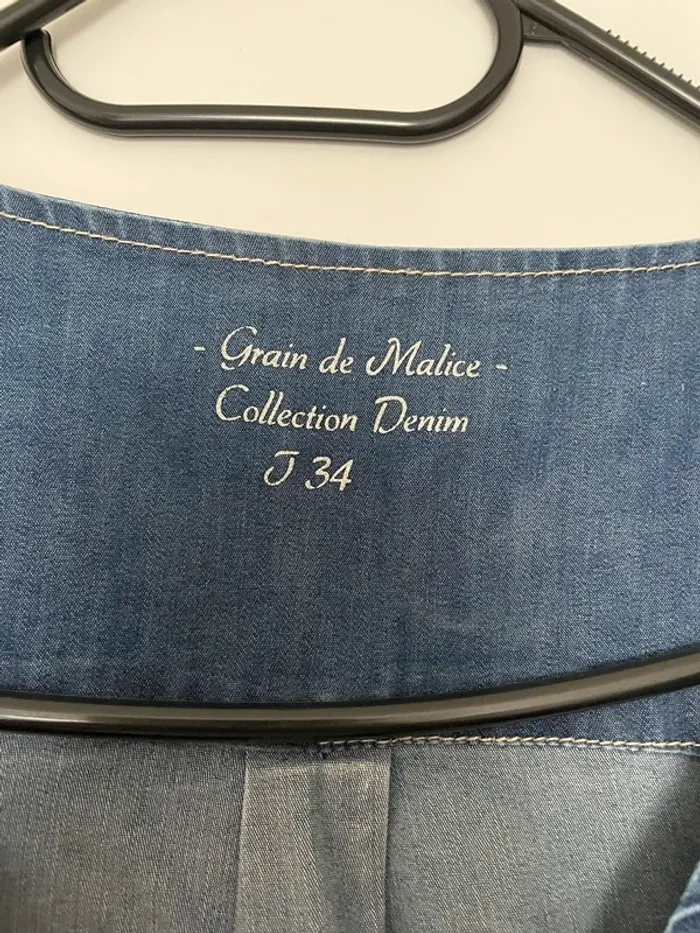 - Grain de Malice -
Collection Denim
T 34